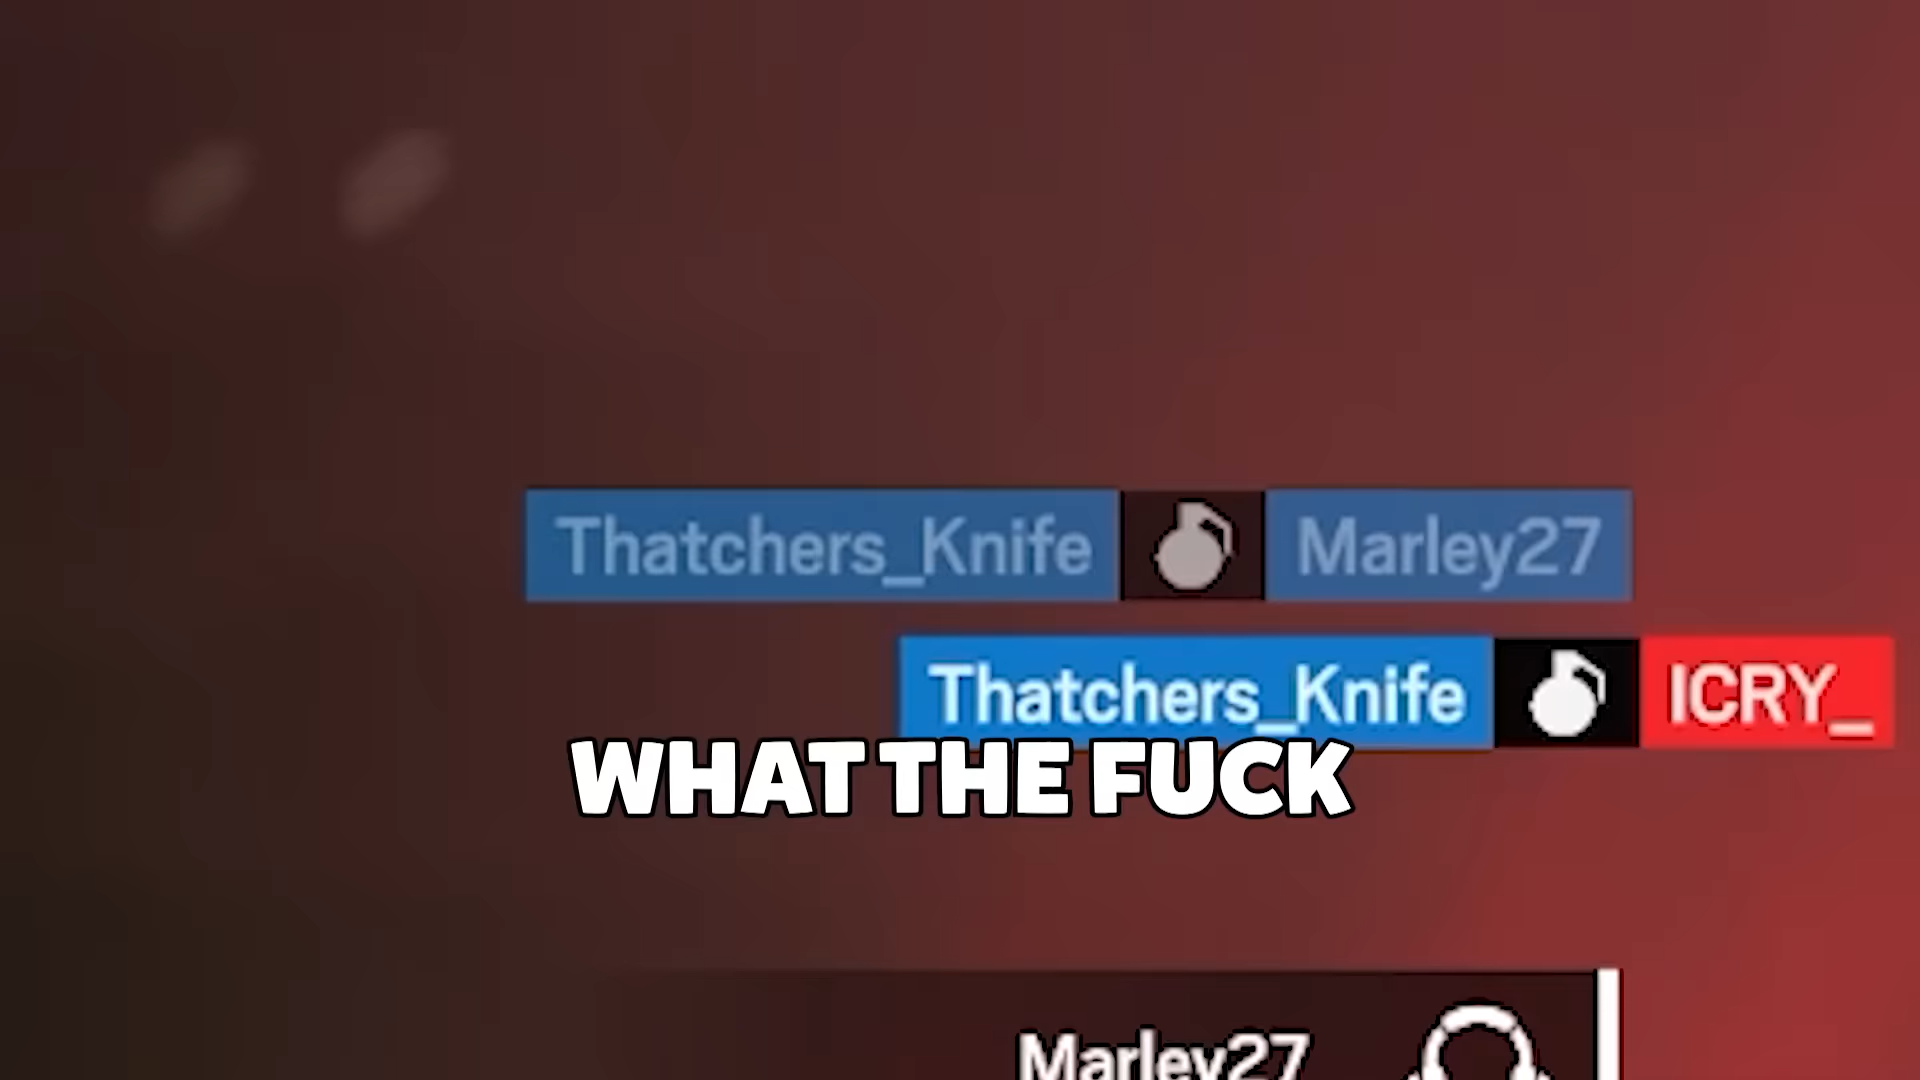 Thatchers_Knife Marley27
Thatchers_Knife ICRY_
WHAT THE FUCK
Marley27